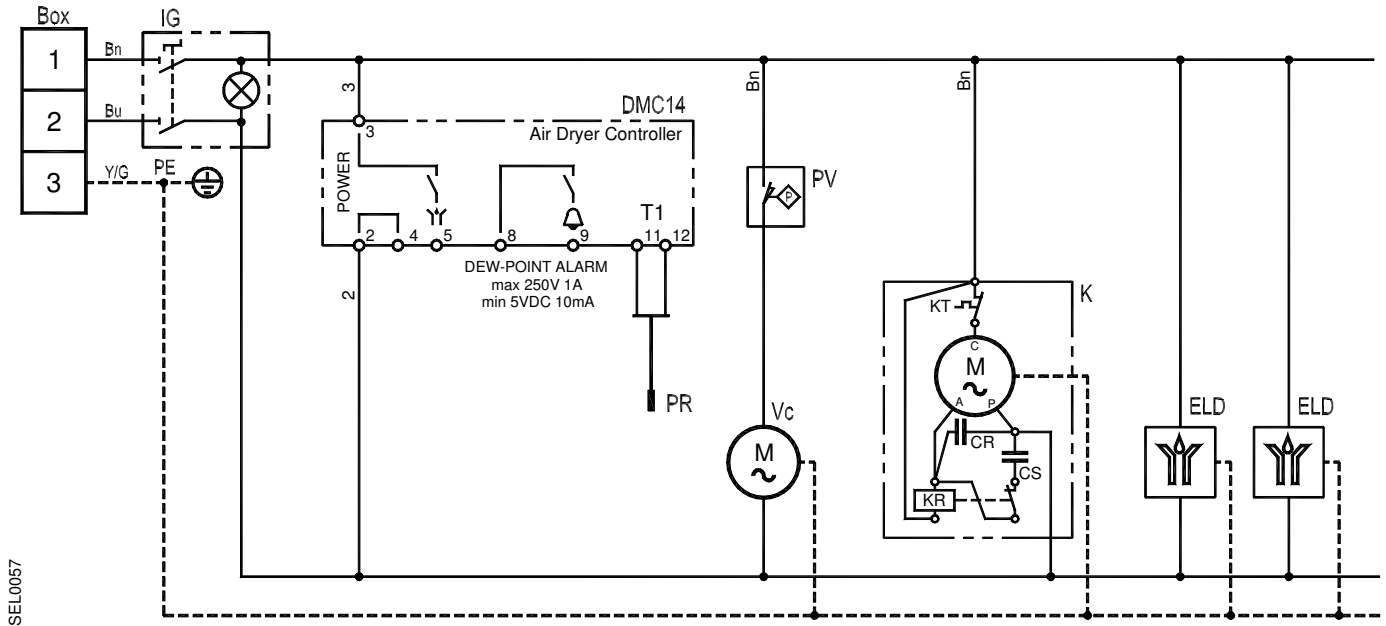 Box
IG
1
Bn
2
Bu
3
Y/G
PE
3
DMC14
3
Air Dryer Controller
POWER
T1
2
4
5
8
9
11
12
DEW-POINT ALARM
max 250V 1A
min 5VDC 10mA
2
PR
Bn
PV
P
Vc
M
Bn
K
KT
C
M
A
P
CR
CS
KR
ELD
ELD
SEL0057